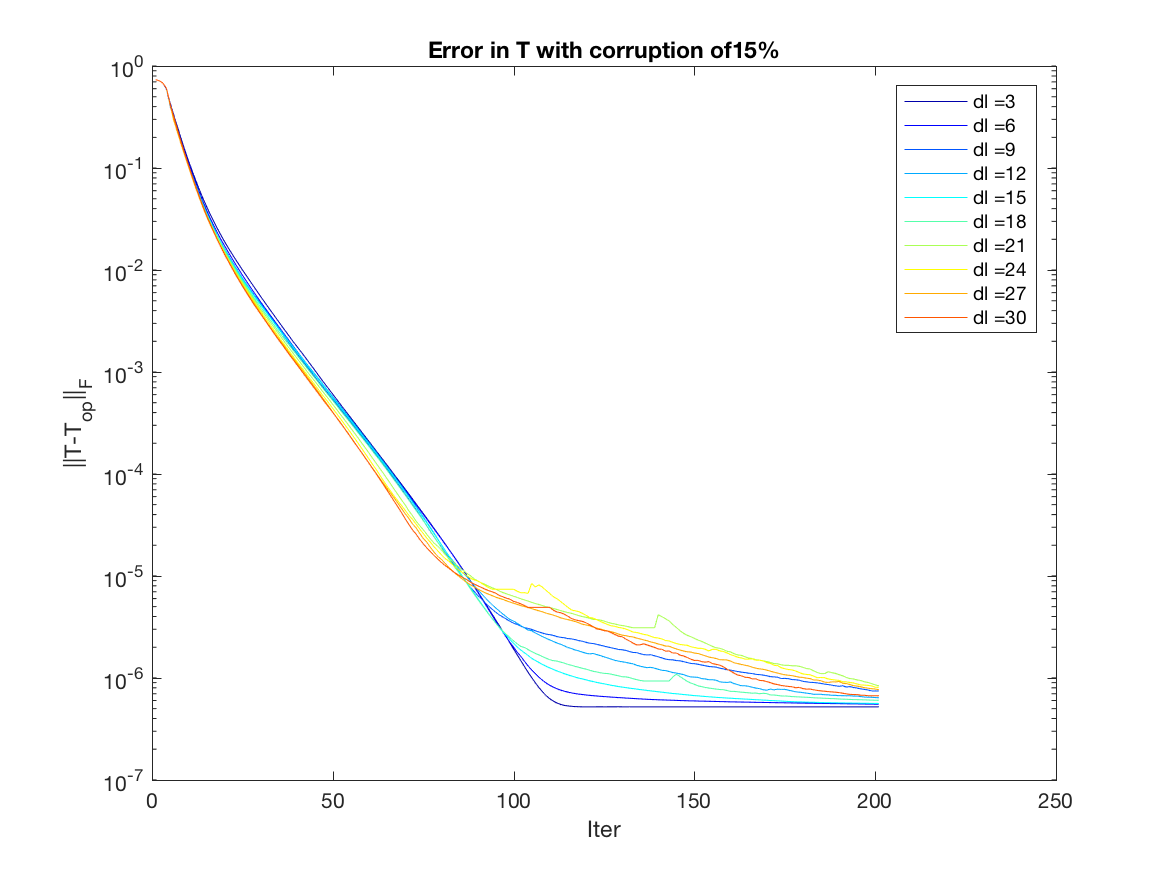 Error in T with corruption of15%
10^0
10^-1
10^-2
10^-3
10^-4
10^-5
10^-6
10^-7
||T-T_op||_F
0 50 100 150 200 250
Iter
dl =3
dl =6
dl =9
dl =12
dl =15
dl =18
dl =21
dl =24
dl =27
dl =30